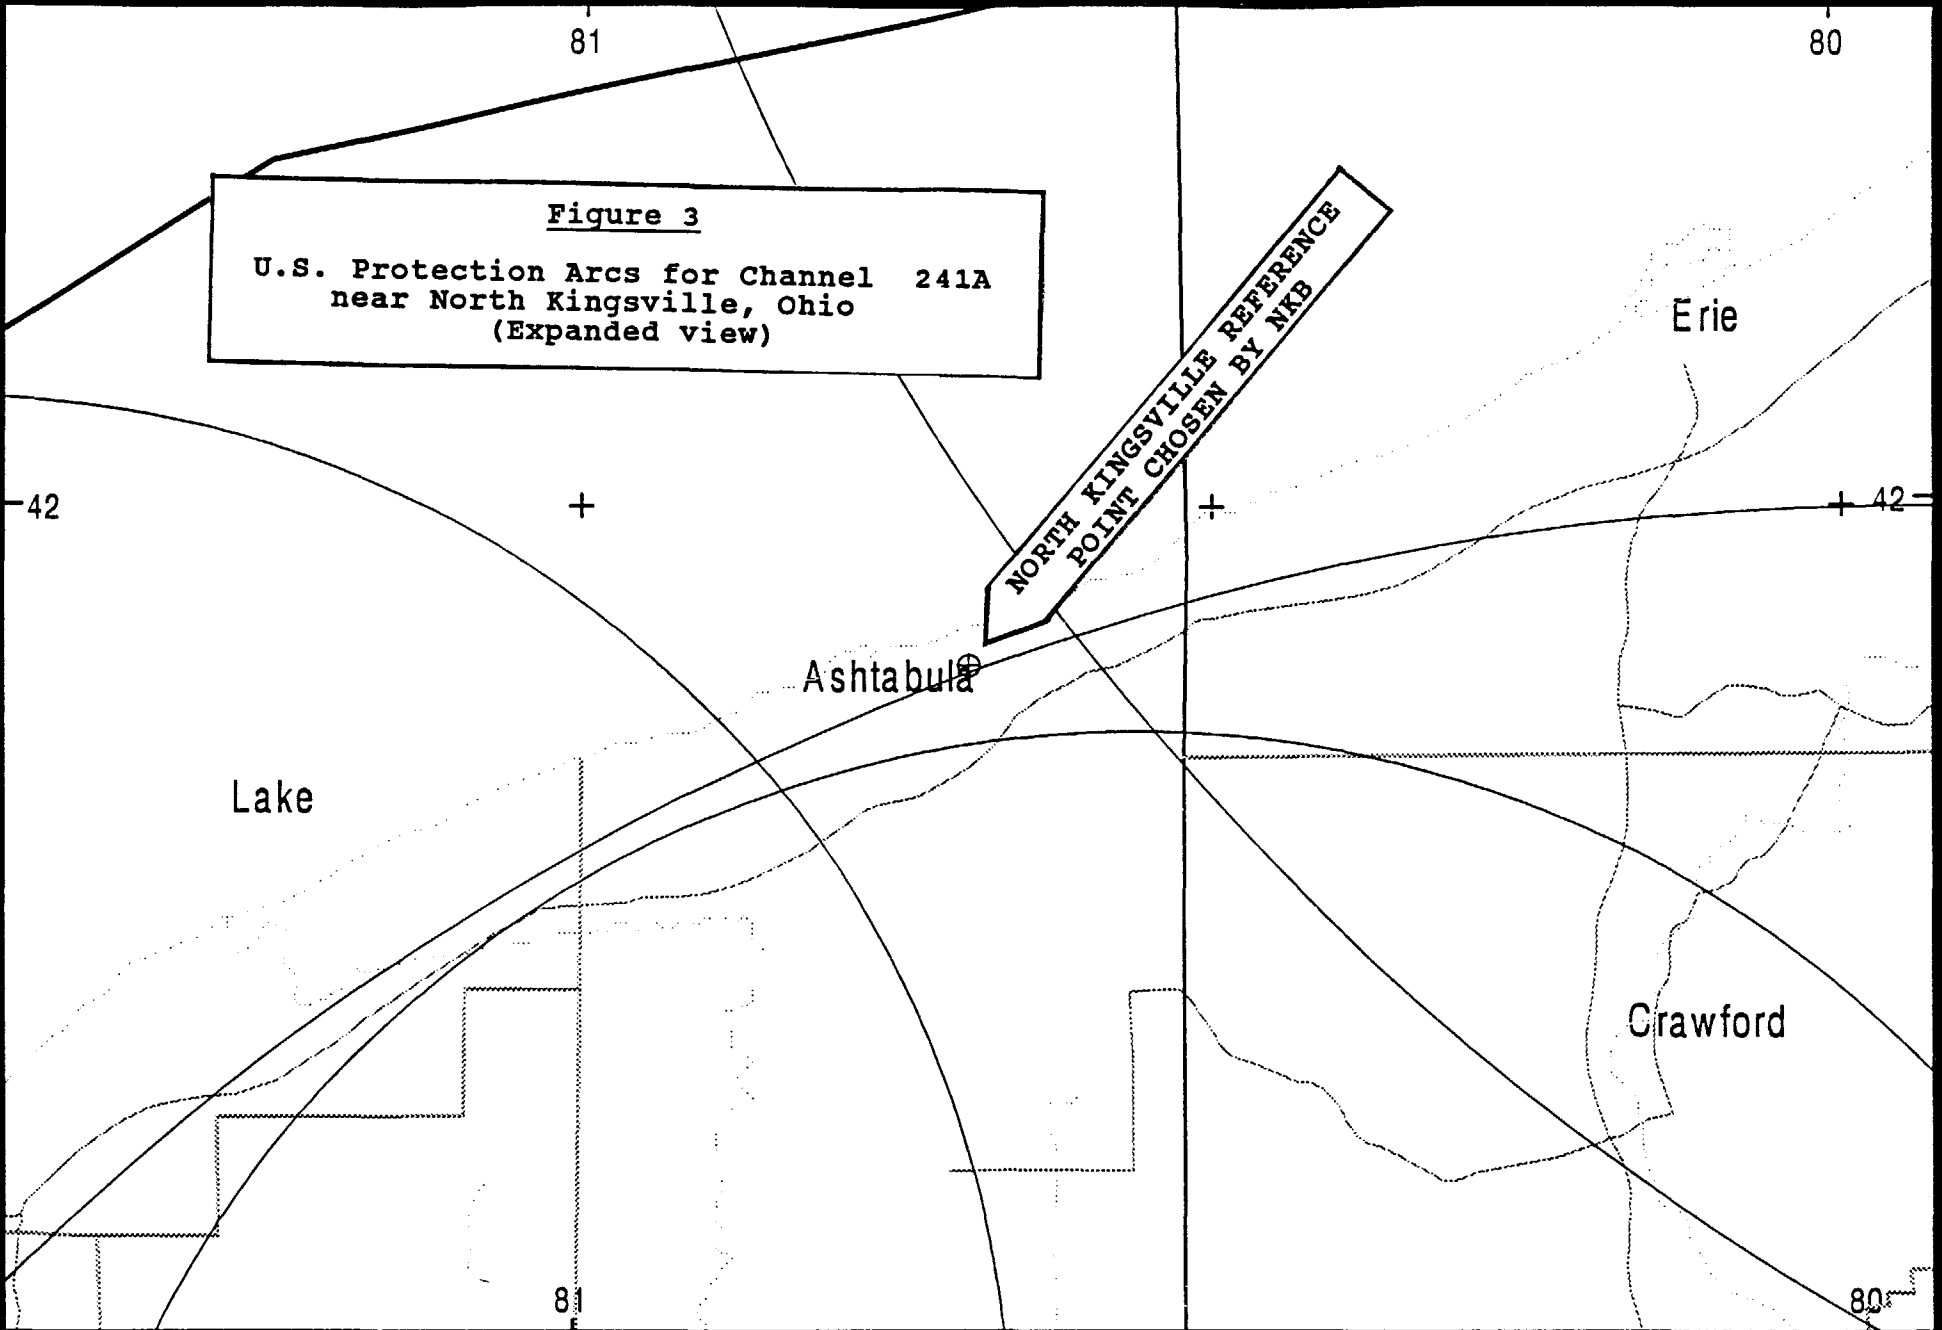 81
80
Figure 3
U.S. Protection Arcs for Channel 241A
near North Kingsville, Ohio
(Expanded view)
NORTH KINGSVILLE REFERENCE
POINT CHOSEN BY NKB
Erie
42
42
Ashtabula
Lake
Crawford
81
80